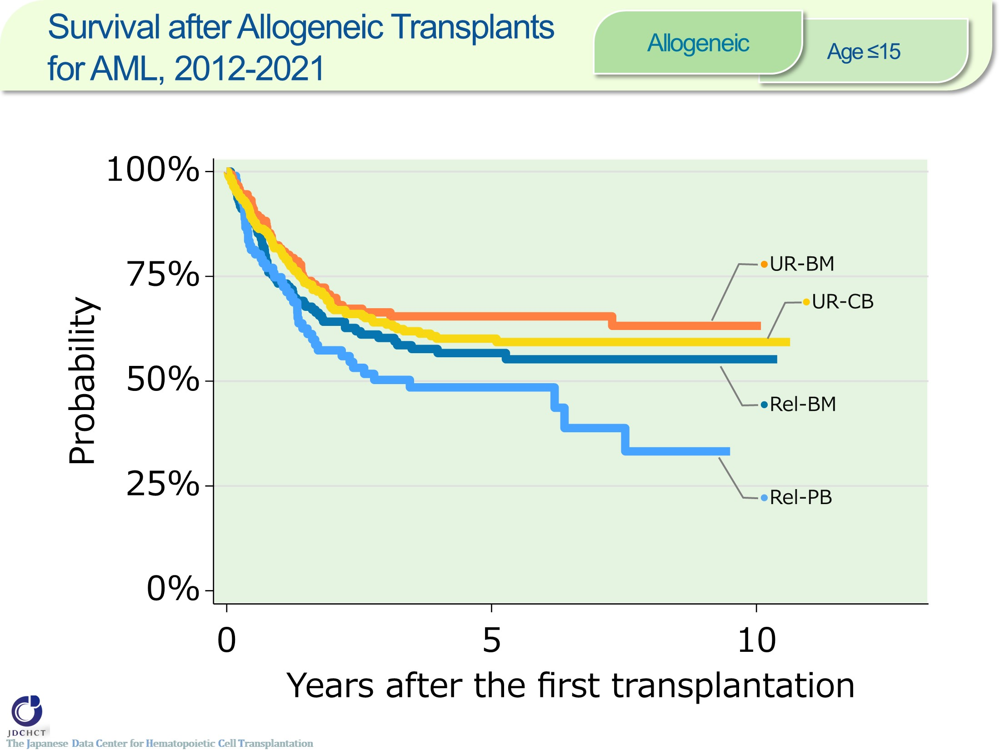 Survival after Allogeneic Transplants
for AML, 2012-2021
Allogeneic
Age ≤15
100%
75%
50%
25%
0%
Probability
UR-BM
UR-CB
Rel-BM
Rel-PB
0 5 10
Years after the first transplantation
JDCHCT
The Japanese Data Center for Hematopoietic Cell Transplantation